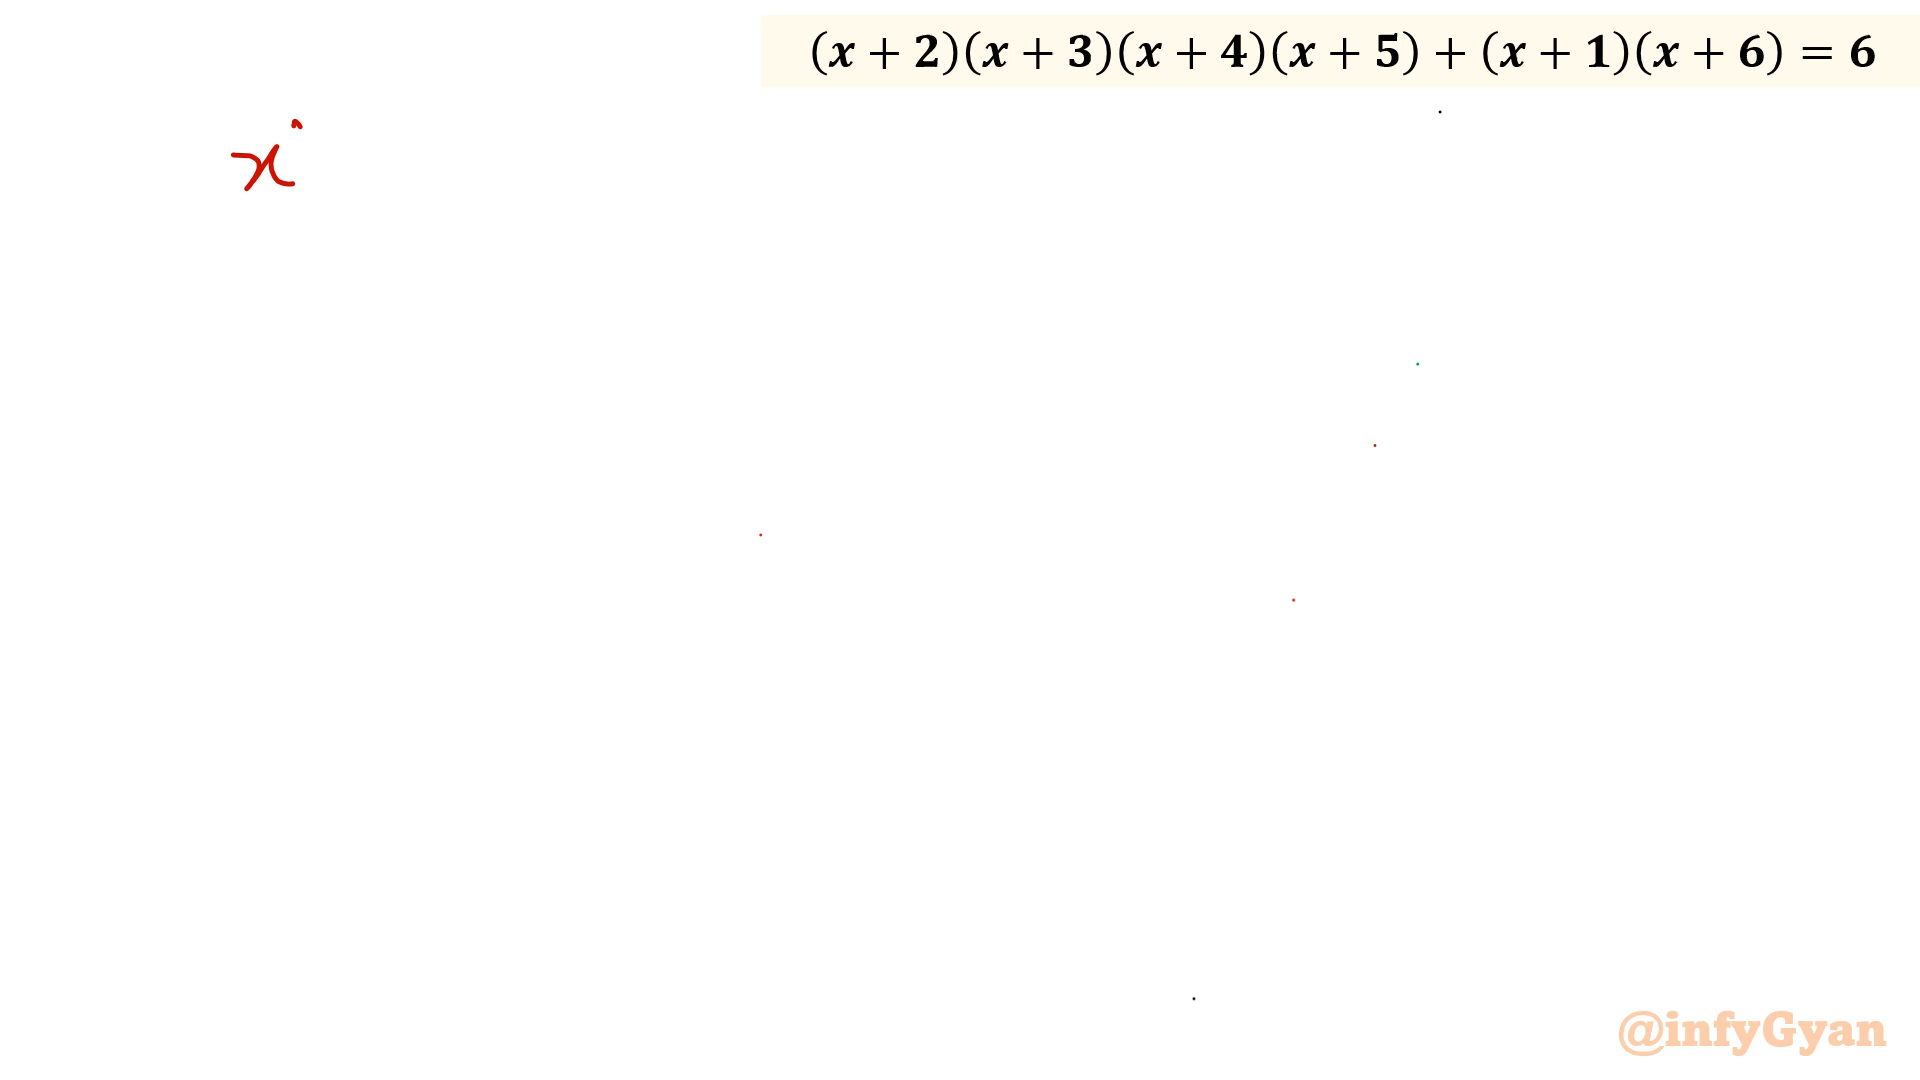 (x + 2)(x + 3)(x + 4)(x + 5) + (x + 1)(x + 6) = 6
x
@infyGyan